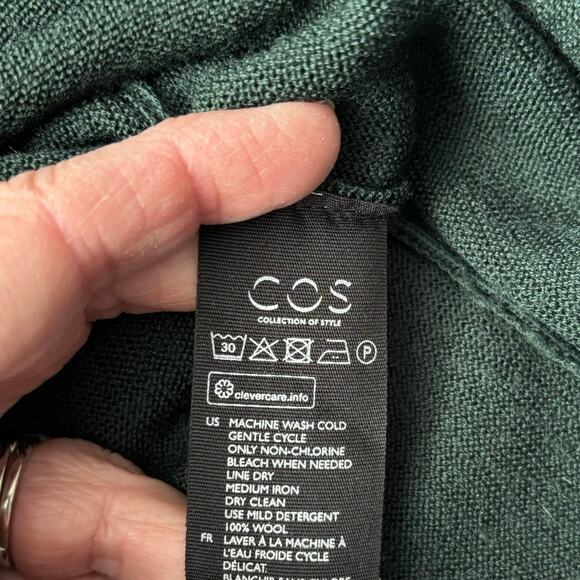 COS
COLLECTION OF STYLE
30 P
clevercare.info
US MACHINE WASH COLD
GENTLE CYCLE
ONLY NON-CHLORINE
BLEACH WHEN NEEDED
LINE DRY
MEDIUM IRON
DRY CLEAN
USE MILD DETERGENT
100% WOOL
FR LAVER À LA MACHINE À
L'EAU FROIDE CYCLE
DÉLICAT.